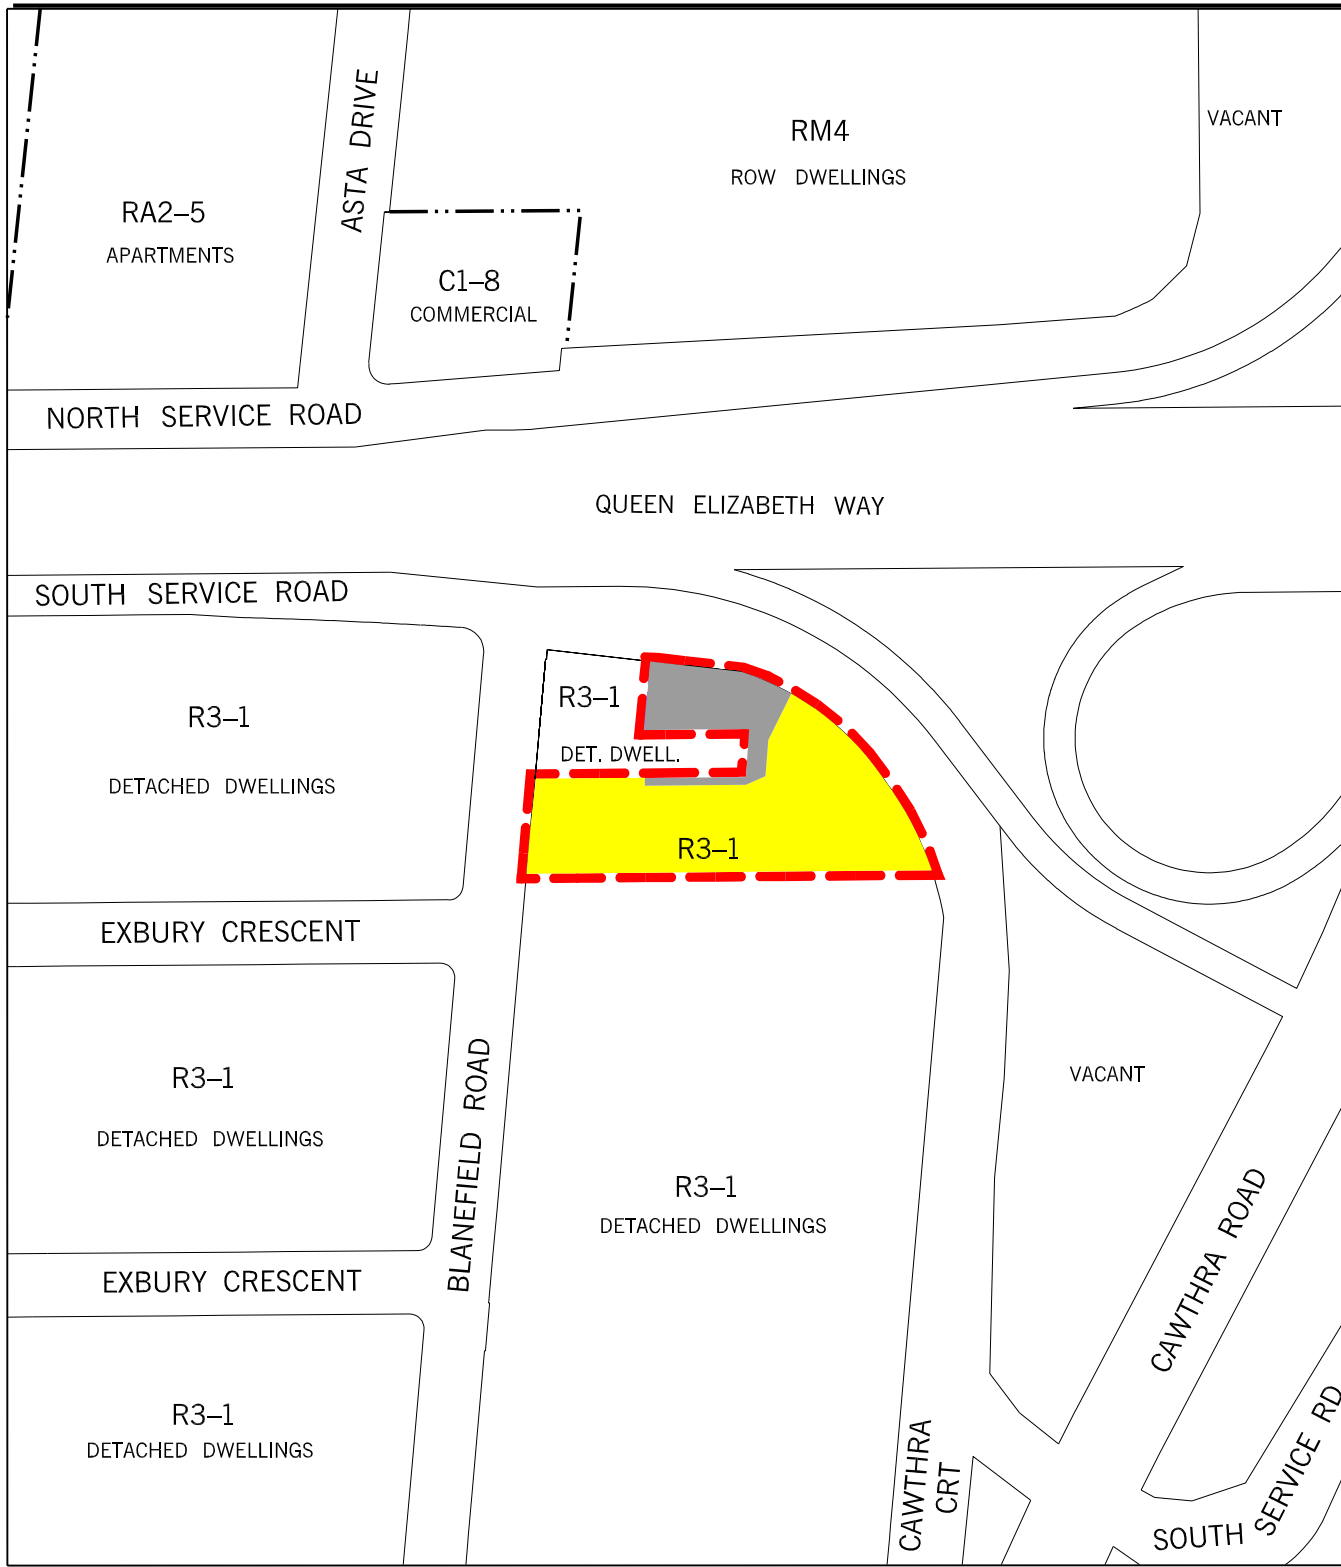 ASTA DRIVE
RM4
ROW DWELLINGS
VACANT
RA2–5
APARTMENTS
C1–8
COMMERCIAL
NORTH SERVICE ROAD
QUEEN ELIZABETH WAY
SOUTH SERVICE ROAD
R3–1
DETACHED DWELLINGS
R3–1
DET. DWELL.
R3–1
EXBURY CRESCENT
R3–1
DETACHED DWELLINGS
BLANEFIELD ROAD
VACANT
R3–1
DETACHED DWELLINGS
CAWTHRA ROAD
EXBURY CRESCENT
R3–1
DETACHED DWELLINGS
CAWTHRA
CRT
SOUTH SERVICE RD